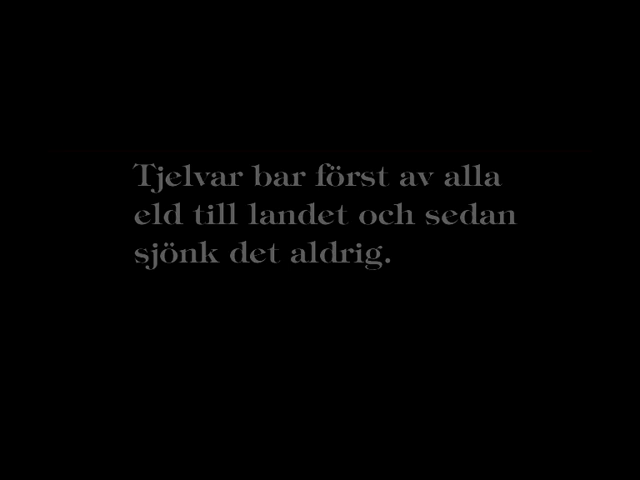 Tjelvar bar först av alla
eld till landet och sedan
sjönk det aldrig.